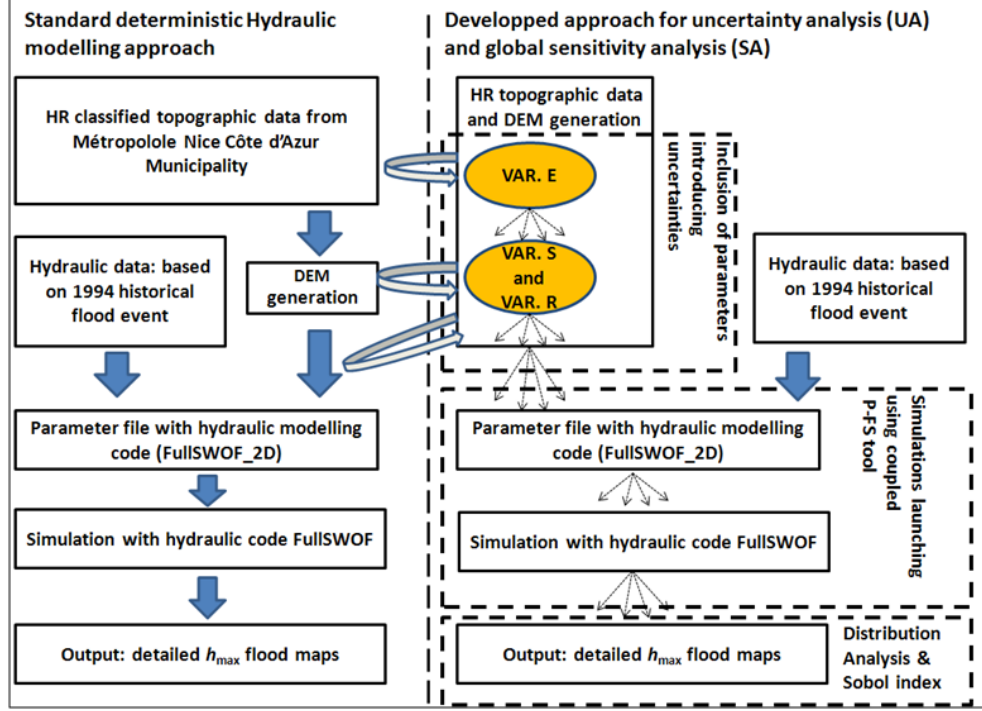 Standard deterministic Hydraulic
modelling approach
HR classified topographic data from
Métropolole Nice Côte d'Azur
Municipality
Hydraulic data: based
on 1994 historical
flood event
DEM
generation
Parameter file with hydraulic modelling
code (FullSWOF_2D)
Simulation with hydraulic code FullSWOF
Output: detailed hmax flood maps
Developped approach for uncertainty analysis (UA)
and global sensitivity analysis (SA)
HR topographic data
and DEM generation
VAR. E
VAR. S
and
VAR. R
Inclusion of parameters
introducing
uncertainties
Hydraulic data: based
on 1994 historical
flood event
Parameter file with hydraulic modelling
code (FullSWOF_2D)
Simulation with hydraulic code FullSWOF
Simulations launching
using coupled
P-FS tool
Output: detailed hmax flood maps
Distribution
Analysis &
Sobol index